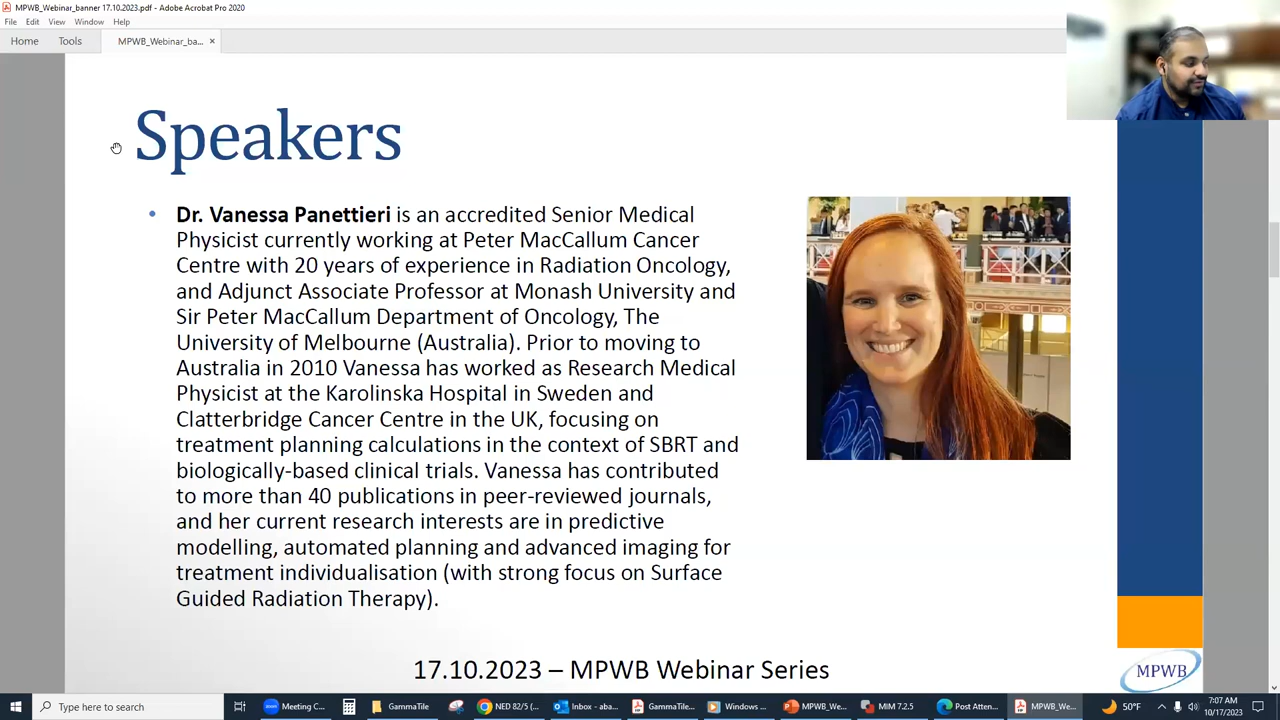 MPWB_Webinar_banner 17.10.2023.pdf - Adobe Acrobat Pro 2020
File Edit View Window Help
Home Tools MPWB_Webinar_ba... ×
Speakers
• Dr. Vanessa Panettieri is an accredited Senior Medical
Physicist currently working at Peter MacCallum Cancer
Centre with 20 years of experience in Radiation Oncology,
and Adjunct Associate Professor at Monash University and
Sir Peter MacCallum Department of Oncology, The
University of Melbourne (Australia). Prior to moving to
Australia in 2010 Vanessa has worked as Research Medical
Physicist at the Karolinska Hospital in Sweden and
Clatterbridge Cancer Centre in the UK, focusing on
treatment planning calculations in the context of SBRT and
biologically-based clinical trials. Vanessa has contributed
to more than 40 publications in peer-reviewed journals,
and her current research interests are in predictive
modelling, automated planning and advanced imaging for
treatment individualisation (with strong focus on Surface
Guided Radiation Therapy).
17.10.2023 – MPWB Webinar Series
MPWB
Type here to search
Meeting C...
GammaTile
NED 82/5 (...
Inbox - aba...
GammaTile...
Windows ...
MPWB_We...
MIM 7.2.5
Post Atten...
MPWB_We...
50°F
7:07 AM
10/17/2023